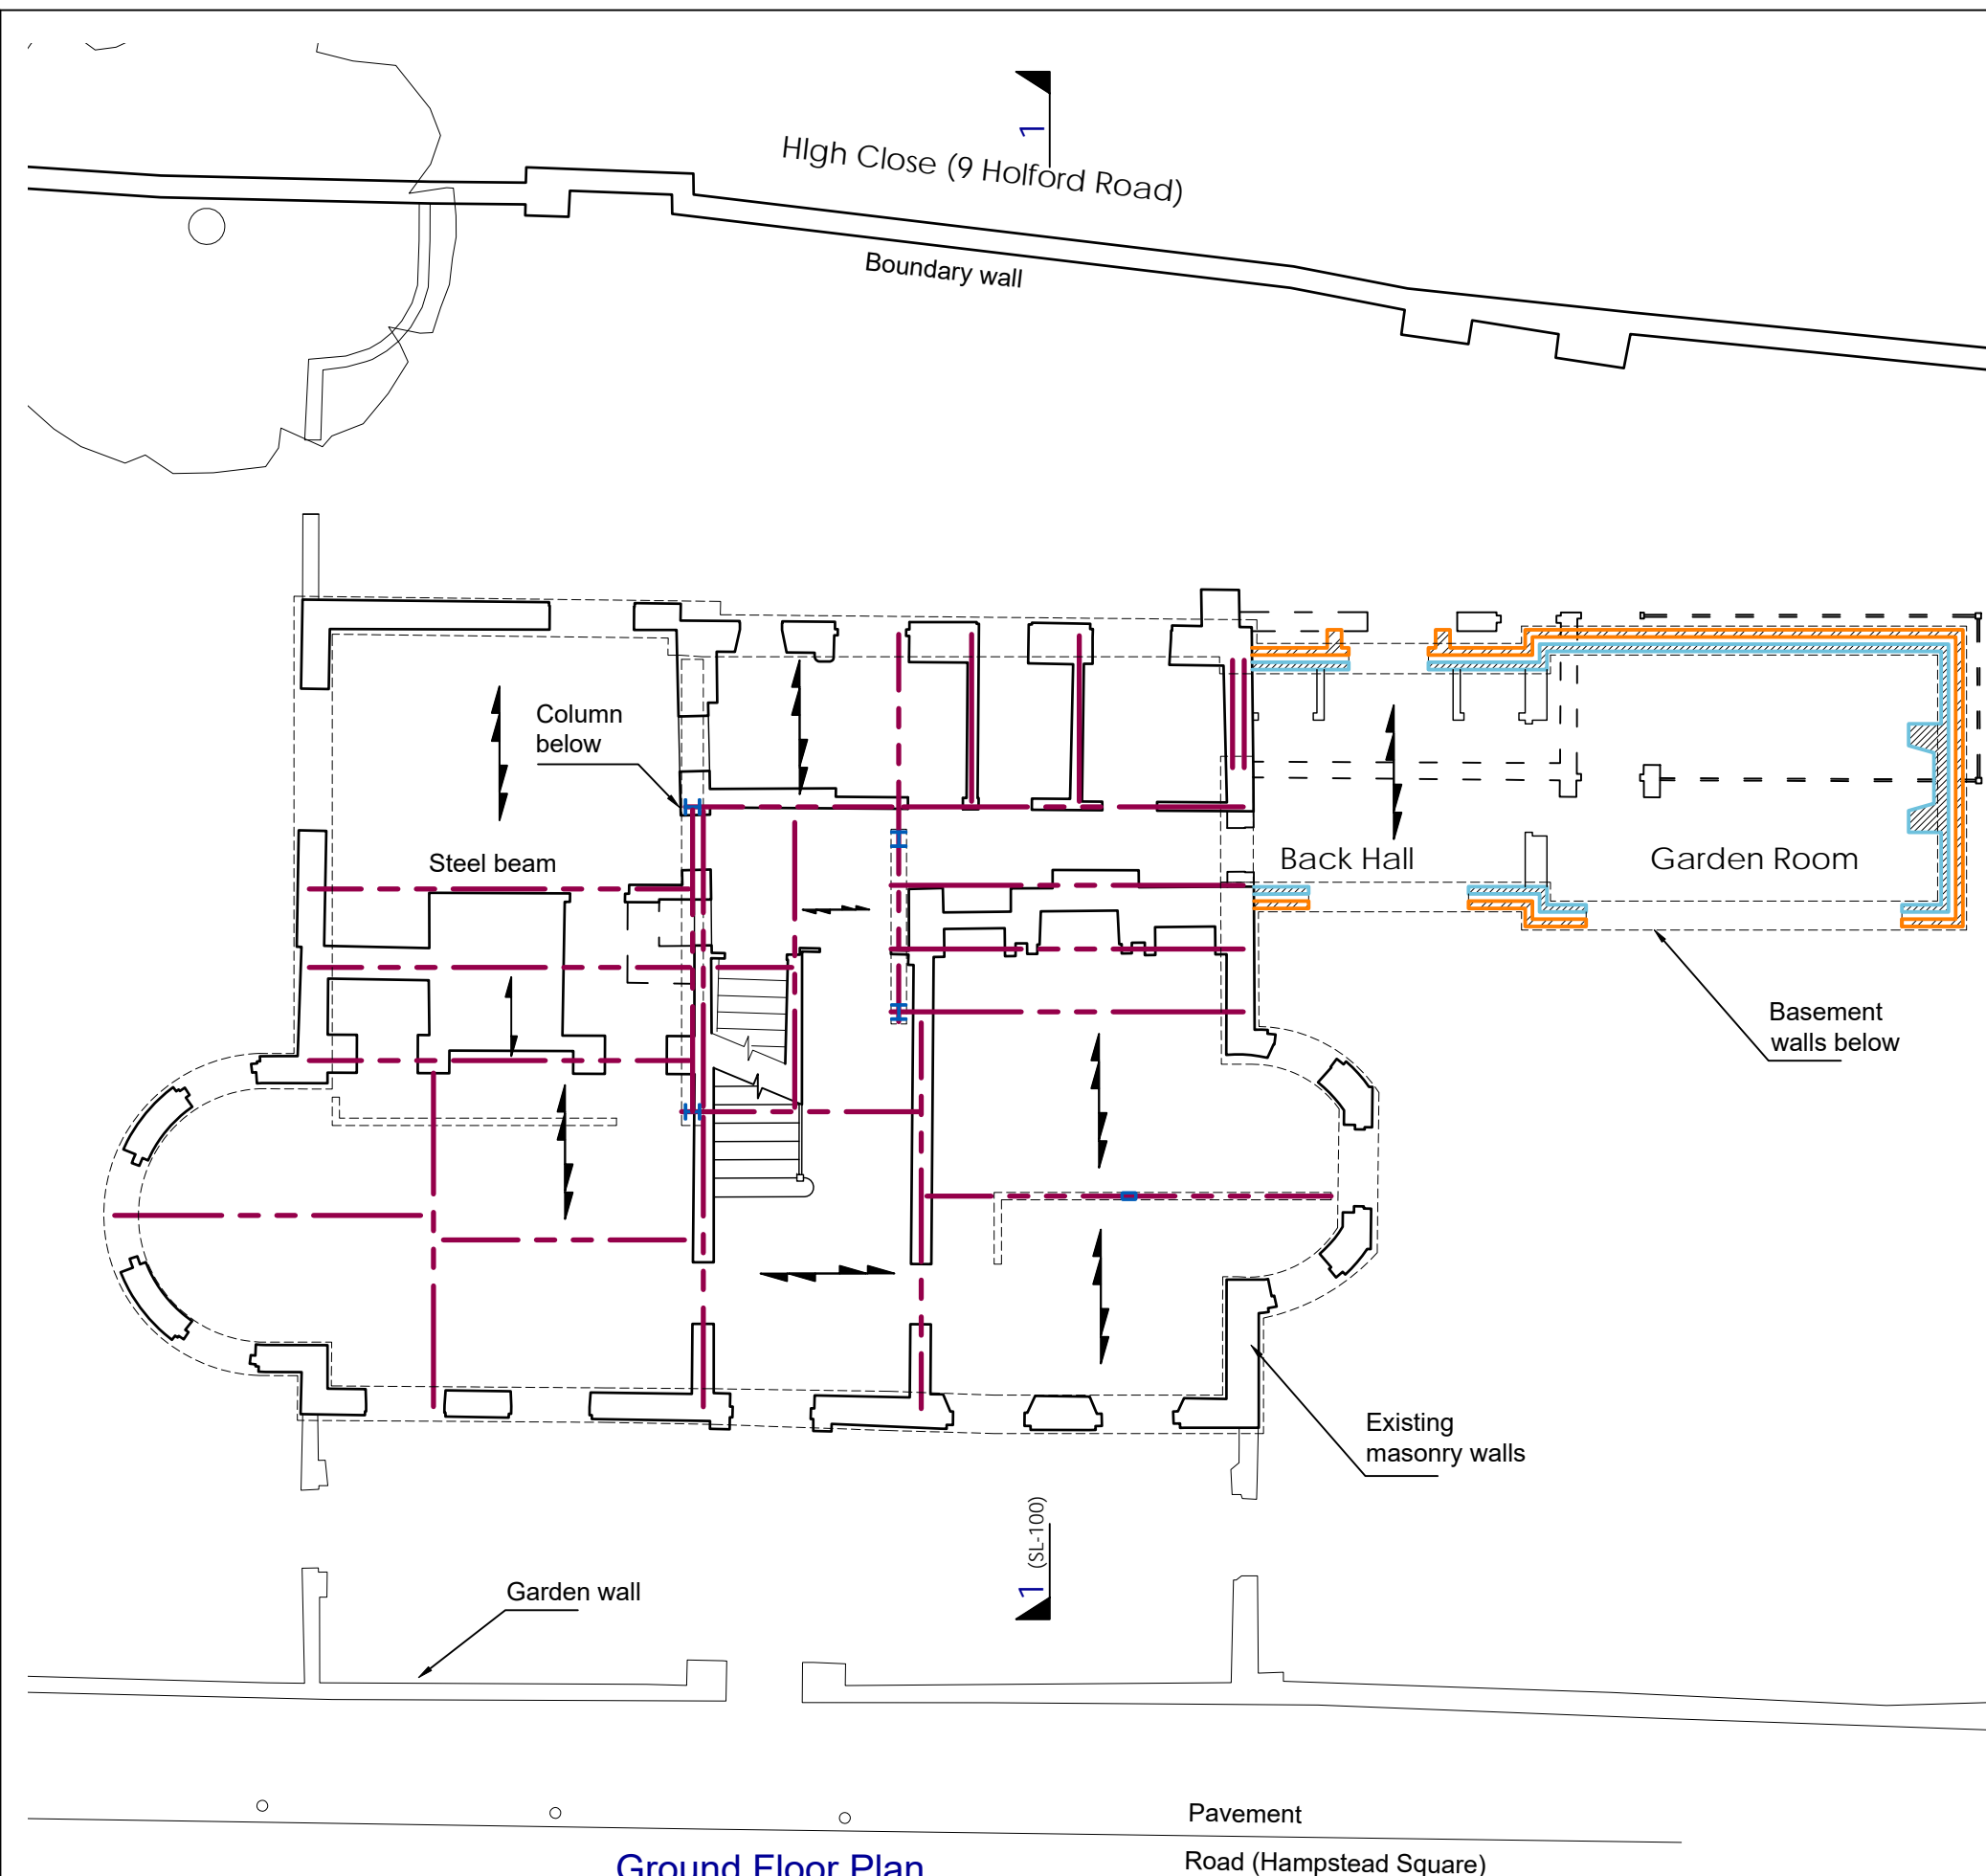 1
HIgh Close (9 Holford Road)
Boundary wall
Column
below
Steel beam
Back Hall
Garden Room
Basement
walls below
Existing
masonry walls
1 (SL-100)
Garden wall
Pavement
Ground Floor Plan
Road (Hampstead Square)